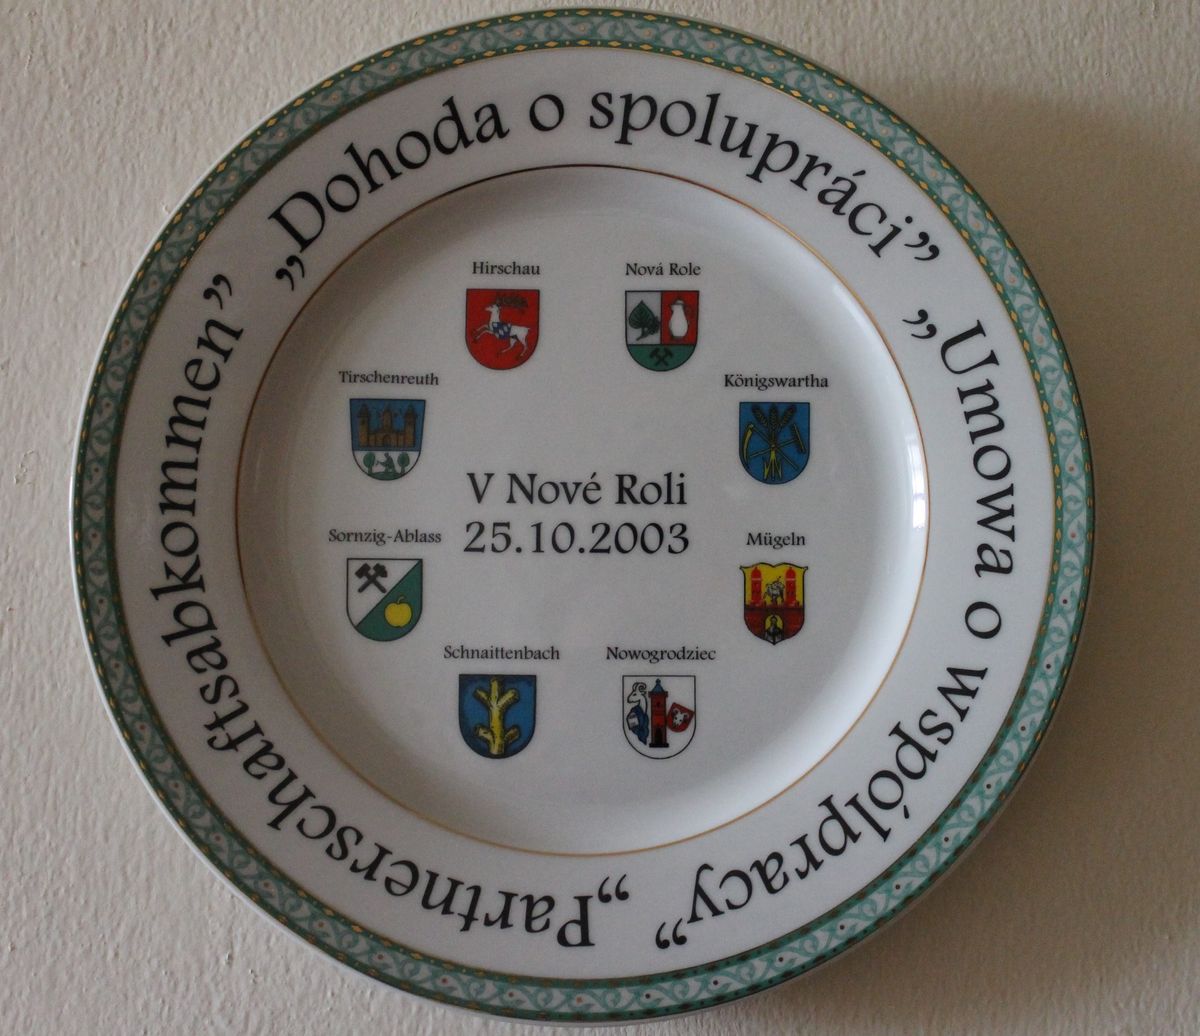 „Dohoda o spolupráci”
„Umowa o współpracy”
„Partnerschaftsabkommen”
Hirschau
Nová Role
Tirschenreuth
Königswartha
V Nové Roli
25.10.2003
Sornzig-Ablass
Mügeln
Schnaittenbach
Nowogrodziec